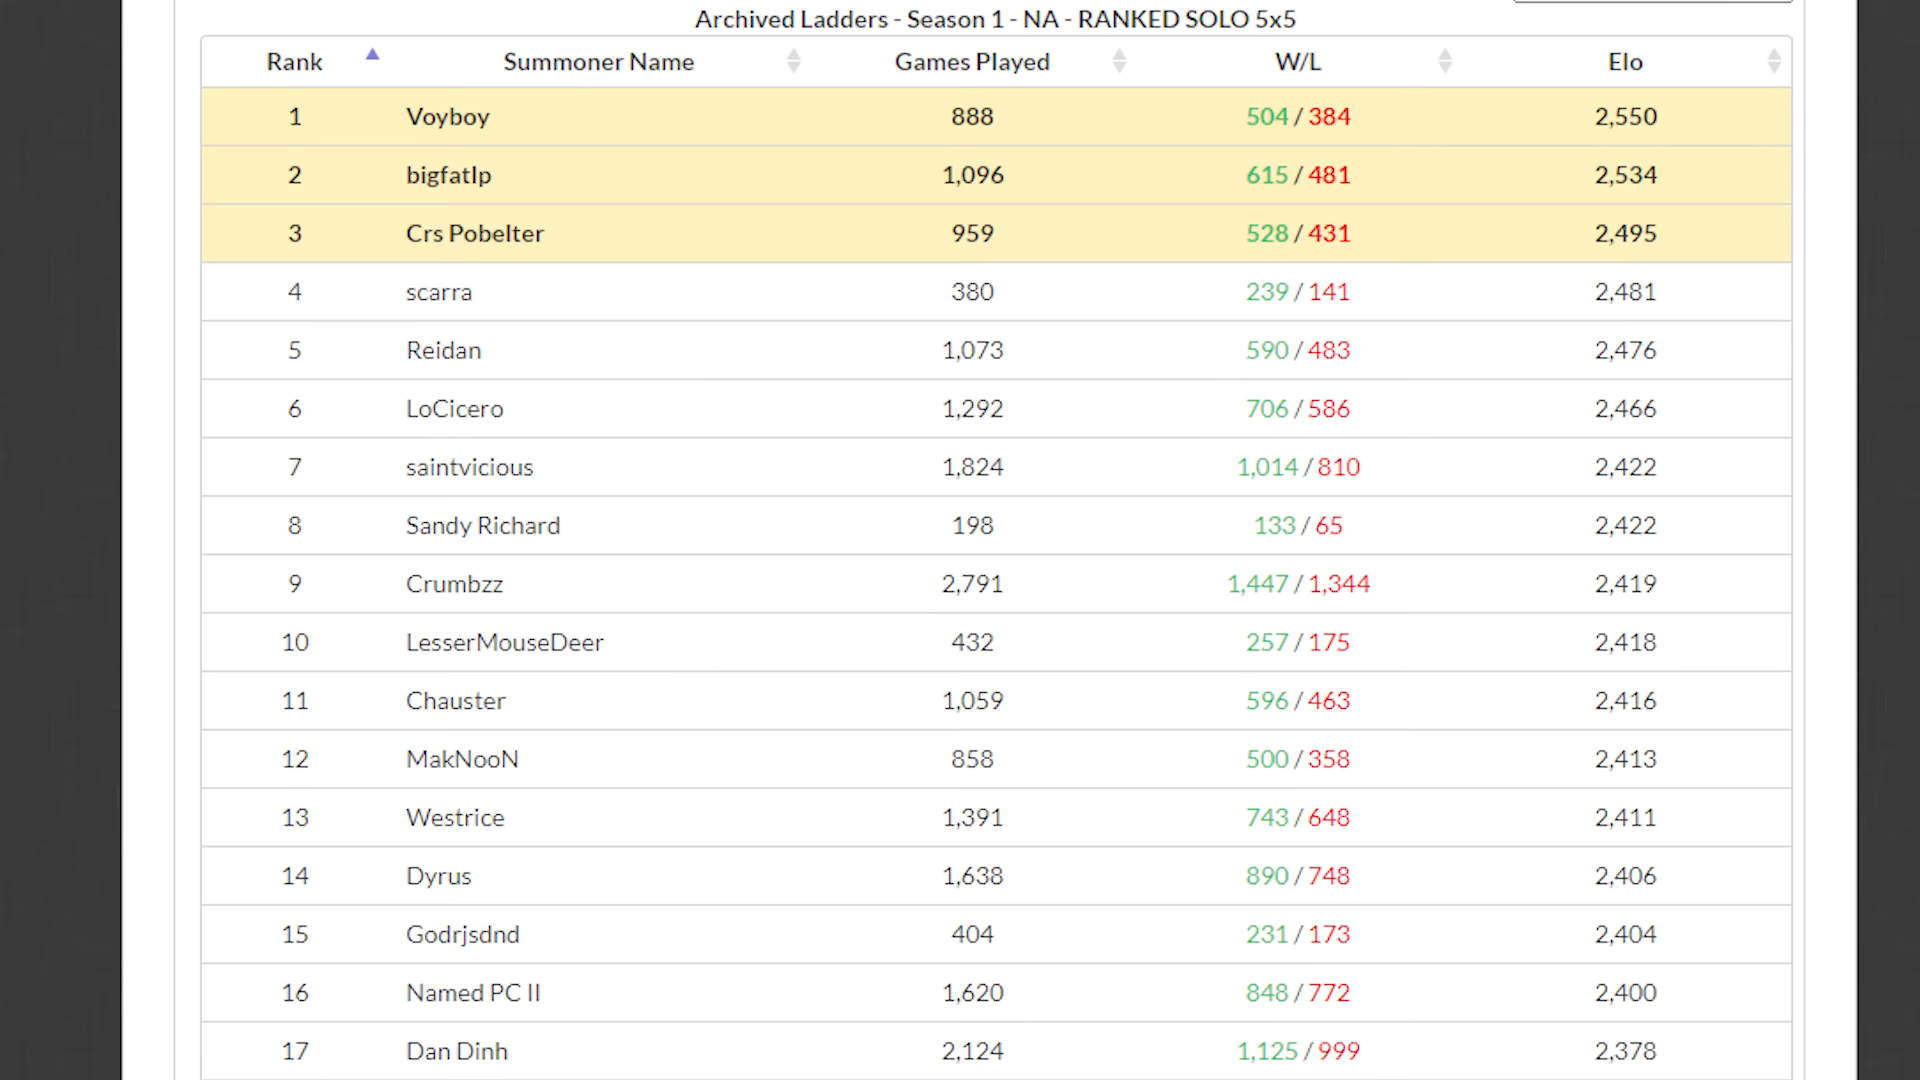 Archived Ladders - Season 1 - NA - RANKED SOLO 5x5
Rank Summoner Name Games Played W/L Elo
1 Voyboy 888 504 / 384 2,550
2 bigfatlp 1,096 615 / 481 2,534
3 Crs Pobelter 959 528 / 431 2,495
4 scarra 380 239 / 141 2,481
5 Reidan 1,073 590 / 483 2,476
6 LoCicero 1,292 706 / 586 2,466
7 saintvicious 1,824 1,014 / 810 2,422
8 Sandy Richard 198 133 / 65 2,422
9 Crumbzz 2,791 1,447 / 1,344 2,419
10 LesserMouseDeer 432 257 / 175 2,418
11 Chauster 1,059 596 / 463 2,416
12 MakNooN 858 500 / 358 2,413
13 Westrice 1,391 743 / 648 2,411
14 Dyrus 1,638 890 / 748 2,406
15 Godrjsdnd 404 231 / 173 2,404
16 Named PC II 1,620 848 / 772 2,400
17 Dan Dinh 2,124 1,125 / 999 2,378